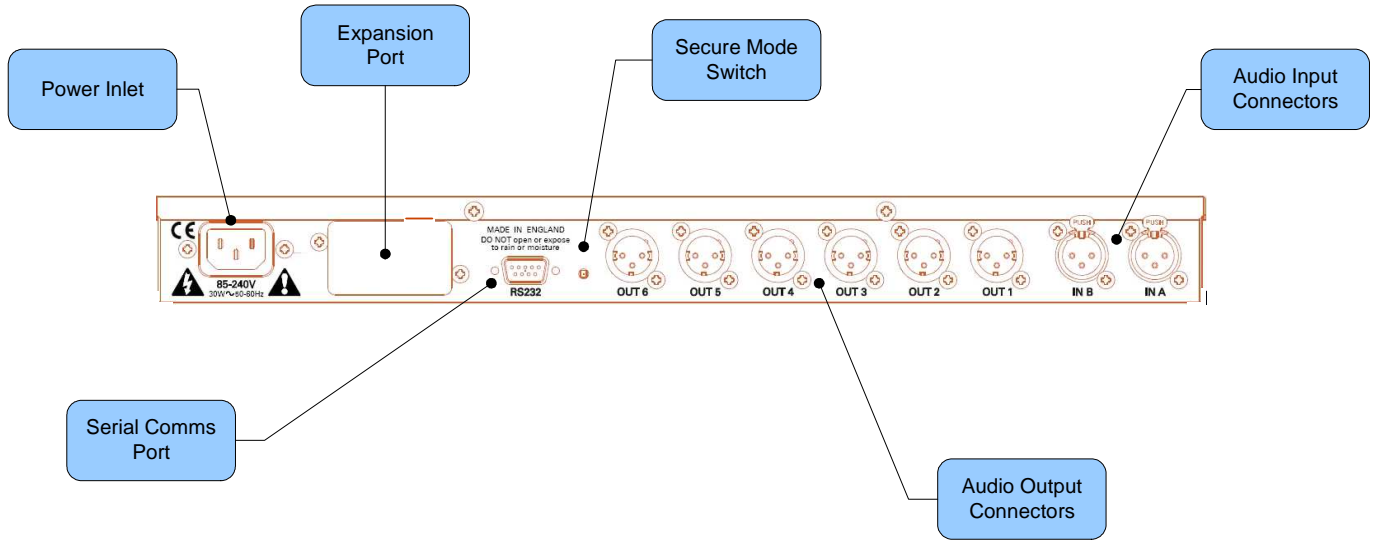 Expansion
Port
Secure Mode
Switch
Power Inlet
Audio Input
Connectors
CE
MADE IN ENGLAND
DO NOT open or expose
to rain or moisture
PUSH
PUSH
85-240V
30W~60-60Hz
RS232
OUT 6
OUT 5
OUT 4
OUT 3
OUT 2
OUT 1
IN B
IN A
Serial Comms
Port
Audio Output
Connectors